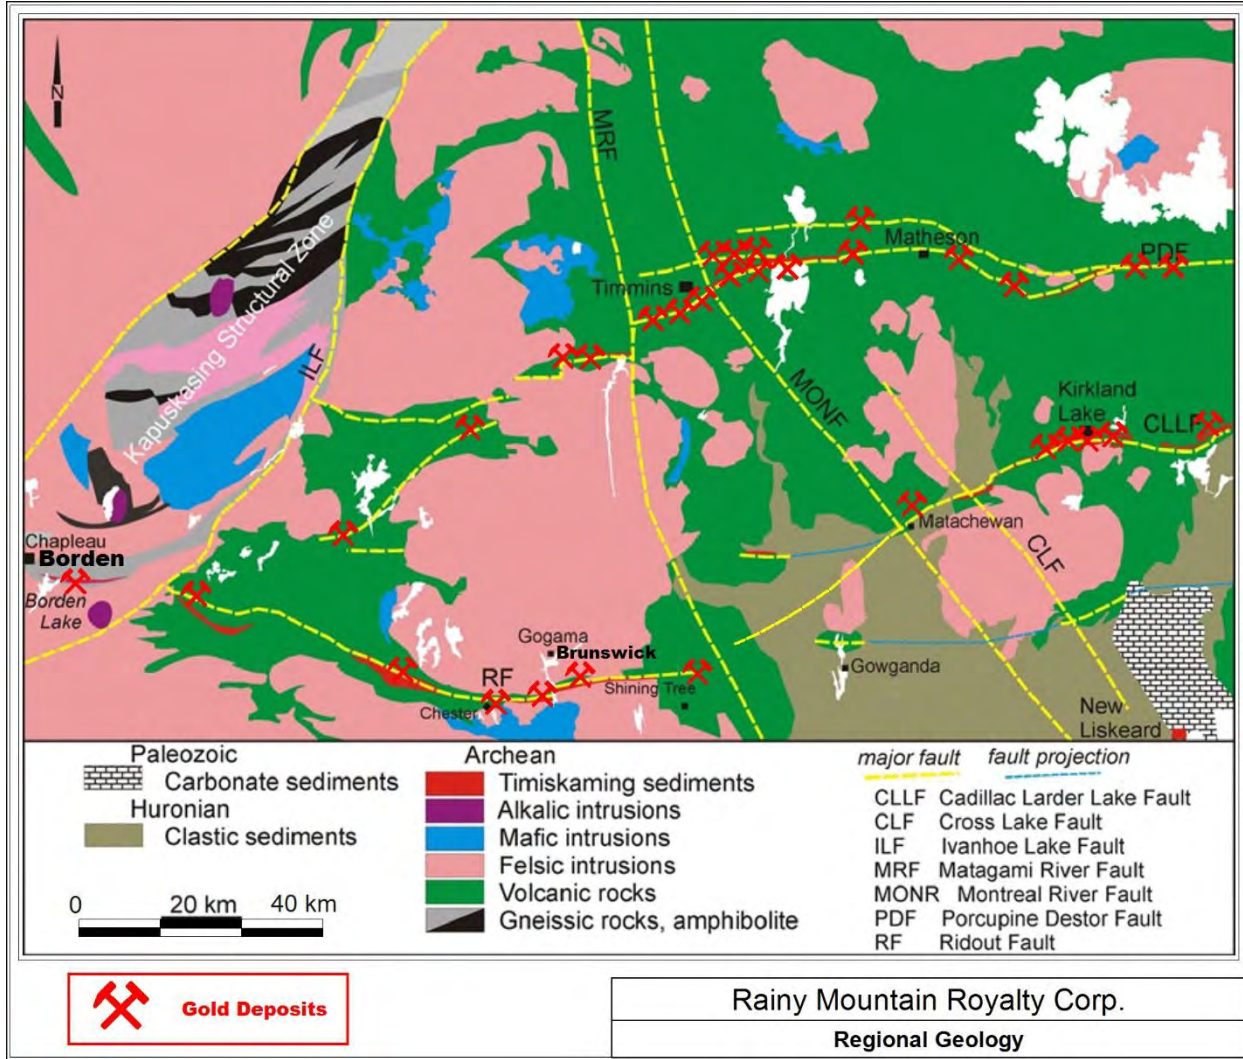 N
MRF
Kapuskasing Structural Zone
ILF
Timmins
Matheson
PDF
MONF
Kirkland
Lake
CLLF
Matachewan
CLF
Chapleau
Borden
Borden
Lake
Gogama
Brunswick
RF
Chester
Shining Tree
Gowganda
New
Liskeard
Paleozoic
Carbonate sediments
Huronian
Clastic sediments
0 20 km 40 km
Archean
Timiskaming sediments
Alkalic intrusions
Mafic intrusions
Felsic intrusions
Volcanic rocks
Gneissic rocks, amphibolite
major fault fault projection
CLLF Cadillac Larder Lake Fault
CLF Cross Lake Fault
ILF Ivanhoe Lake Fault
MRF Matagami River Fault
MONR Montreal River Fault
PDF Porcupine Destor Fault
RF Ridout Fault
Gold Deposits
Rainy Mountain Royalty Corp.
Regional Geology